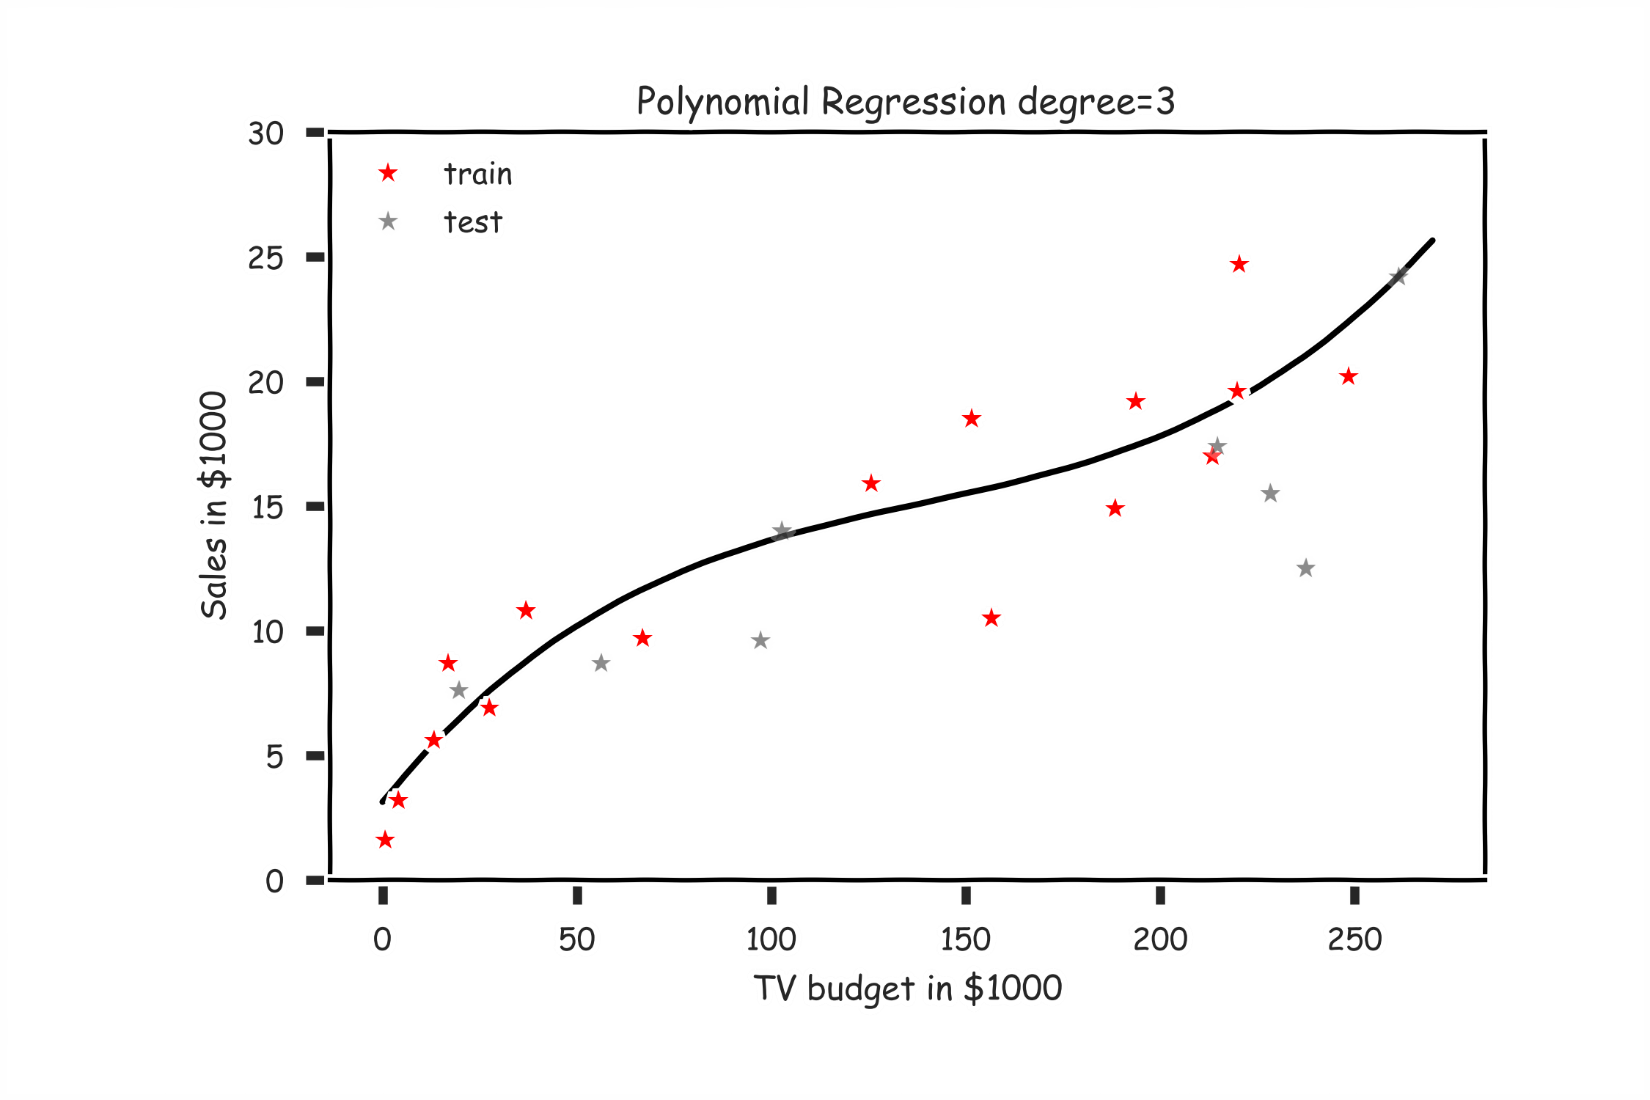 Polynomial Regression degree=3
30
25
20
15
10
5
0
train
test
Sales in $1000
0 50 100 150 200 250
TV budget in $1000